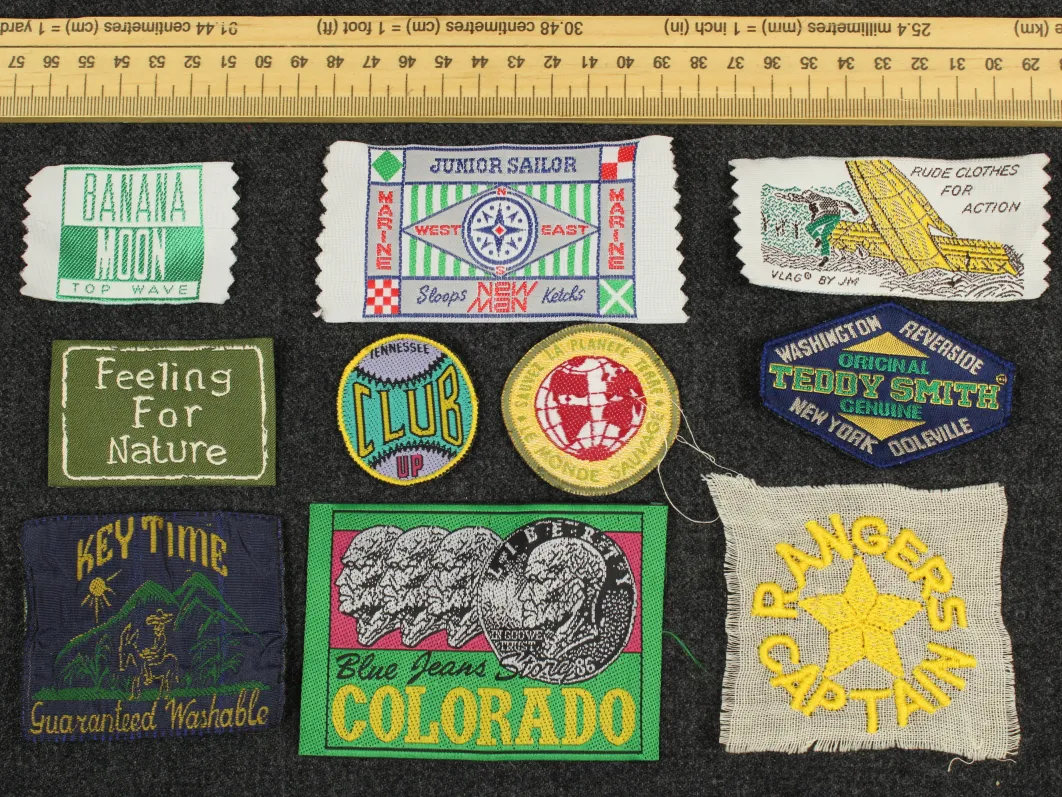 91.44 centimetres (cm) = 1 yard
30.48 centimetres (cm) = 1 foot (ft)
25.4 millimetres (mm) = 1 inch (in)
(km)
57 56 55 54 53 52 51 50 49 48 47 46 45 44 43 42 41 40 39 38 37 36 35 34 33 32 31 30 29
BANANA
MOON
TOP WAVE
JUNIOR SAILOR
MARINE
N
WEST
EAST
S
MARINE
Sloops
NEW
MAN
Ketchs
RUDE CLOTHES
FOR
ACTION
VLAG® BY JM
Feeling
For
Nature
TENNESSEE
CLUB
UP
SAUVER LA PLANETE TERRE
LE MONDE SAUVAGE
WASHINGTON
REVERSIDE
ORIGINAL
TEDDY SMITH
GENUINE
NEW YORK
DOLEVILLE
KEY TIME
Guaranteed Washable
LIBERTY
IN GOD WE
TRUST
86
Blue Jeans
COLORADO
RANGERS
CAPTAIN